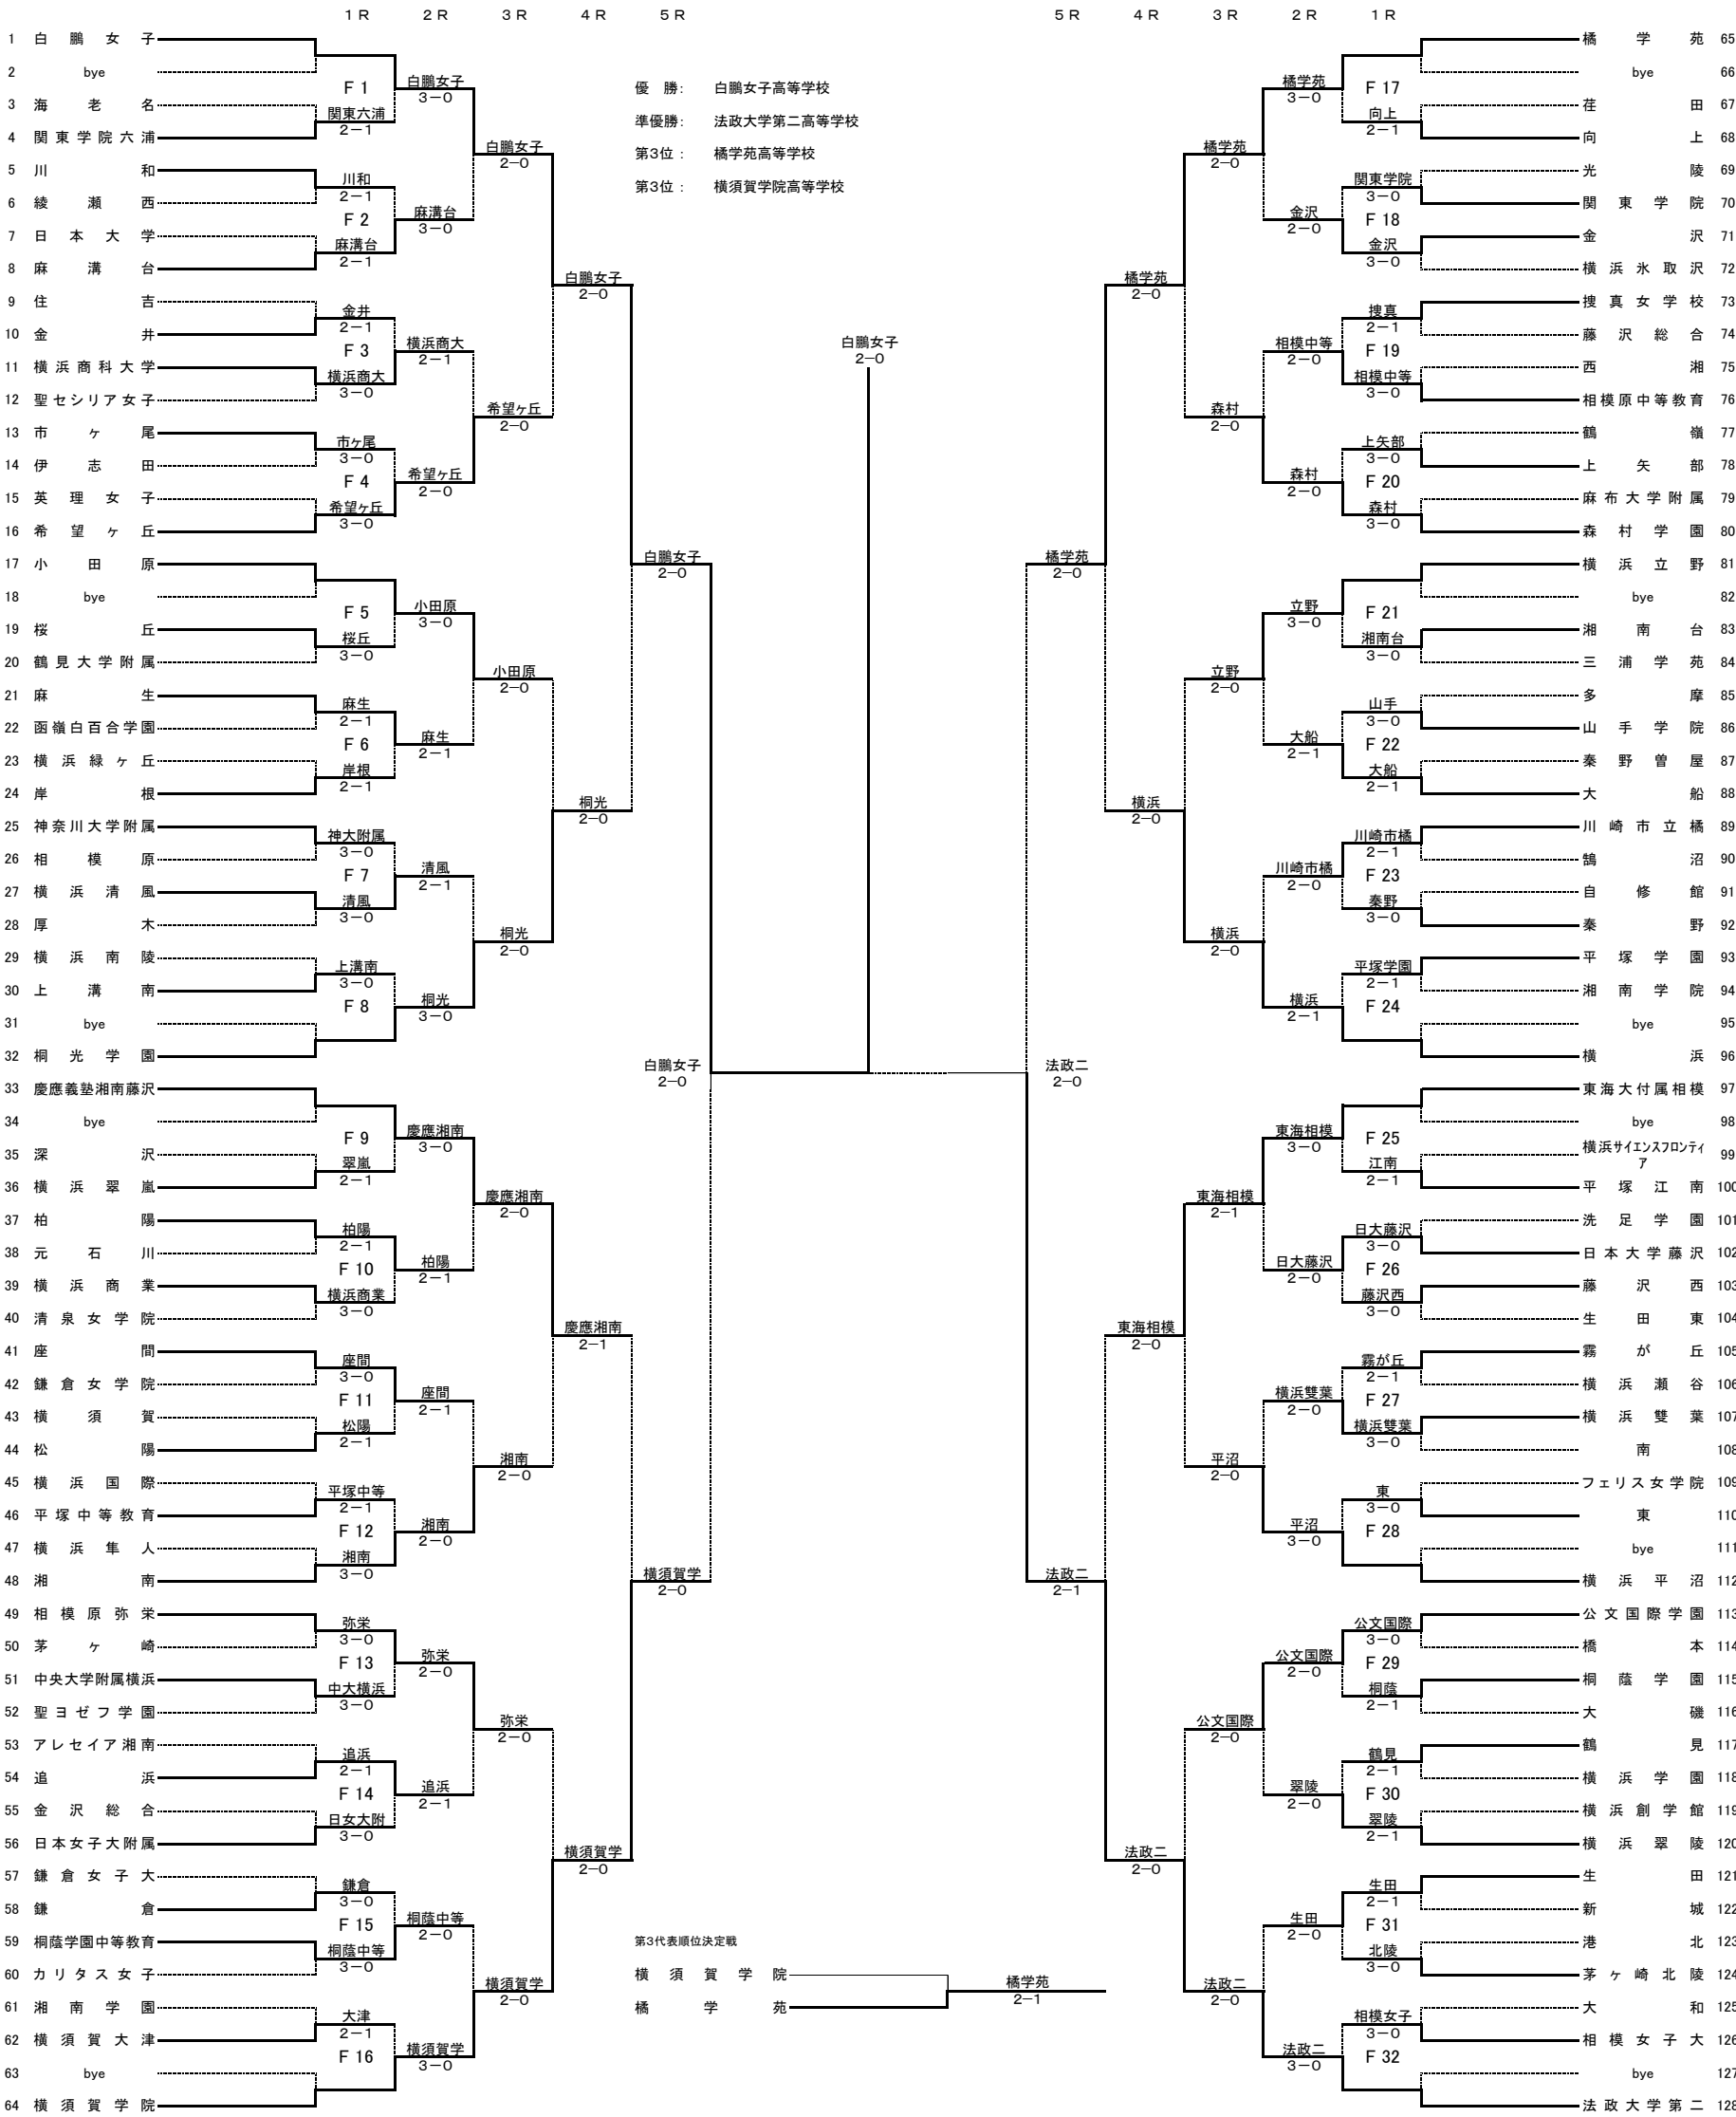 1R 2R 3R 4R 5R
5R 4R 3R 2R 1R
優 勝： 白鵬女子高等学校
準優勝： 法政大学第二高等学校
第3位： 橘学苑高等学校
第3位： 横須賀学院高等学校
1 白鵬女子
2 bye
3 海老名
4 関東学院六浦
5 川和
6 綾瀬西
7 日本大学
8 麻溝台
9 住吉
10 金井
11 横浜商科大学
12 聖セシリア女子
13 市ヶ尾
14 伊志田
15 英理女子
16 希望ヶ丘
17 小田原
18 bye
19 桜丘
20 鶴見大学附属
21 麻生
22 函嶺白百合学園
23 横浜緑ヶ丘
24 岸根
25 神奈川大学附属
26 相模原
27 横浜清風
28 厚木
29 横浜南陵
30 上溝南
31 bye
32 桐光学園
33 慶應義塾湘南藤沢
34 bye
35 深沢
36 横浜翠嵐
37 柏陽
38 元石川
39 横浜商業
40 清泉女学院
41 座間
42 鎌倉女学院
43 横須賀
44 松陽
45 横浜国際
46 平塚中等教育
47 横浜隼人
48 湘南
49 相模原弥栄
50 茅ヶ崎
51 中央大学附属横浜
52 聖ヨゼフ学園
53 アレセイア湘南
54 追浜
55 金沢総合
56 日本女子大附属
57 鎌倉女子大
58 鎌倉
59 桐蔭学園中等教育
60 カリタス女子
61 湘南学園
62 横須賀大津
63 bye
64 横須賀学院
F 1
関東六浦
2－1
川和
2－1
F 2
麻溝台
2－1
金井
2－1
F 3
横浜商大
3－0
市ヶ尾
3－0
F 4
希望ヶ丘
3－0
F 5
桜丘
3－0
麻生
2－1
F 6
岸根
2－1
神大附属
3－0
F 7
清風
3－0
上溝南
3－0
F 8
F 9
翠嵐
2－1
柏陽
2－1
F 10
横浜商業
3－0
座間
3－0
F 11
松陽
2－1
平塚中等
2－1
F 12
湘南
3－0
弥栄
3－0
F 13
中大横浜
3－0
追浜
2－1
F 14
日女大附
3－0
鎌倉
3－0
F 15
桐蔭中等
3－0
大津
2－1
F 16
白鵬女子
3－0
麻溝台
3－0
横浜商大
2－1
希望ヶ丘
2－0
小田原
3－0
麻生
2－1
清風
2－1
桐光
3－0
慶應湘南
3－0
柏陽
2－1
座間
2－1
湘南
2－0
弥栄
2－0
追浜
2－1
桐蔭中等
2－0
横須賀学
3－0
白鵬女子
2－0
希望ヶ丘
2－0
小田原
2－0
桐光
2－0
慶應湘南
2－0
湘南
2－0
弥栄
2－0
横須賀学
2－0
白鵬女子
2－0
桐光
2－0
慶應湘南
2－1
横須賀学
2－0
白鵬女子
2－0
白鵬女子
2－0
横須賀学
2－0
白鵬女子
2－0
橘学苑
2－0
法政二
2－0
法政二
2－1
橘学苑
2－0
横浜
2－0
東海相模
2－0
法政二
2－0
橘学苑
2－0
森村
2－0
立野
2－0
横浜
2－0
東海相模
2－1
平沼
2－0
公文国際
2－0
法政二
2－0
橘学苑
3－0
金沢
2－0
相模中等
2－0
森村
2－0
立野
3－0
大船
2－1
川崎市橘
2－0
横浜
2－1
東海相模
3－0
日大藤沢
2－0
横浜雙葉
2－0
平沼
3－0
公文国際
2－0
翠陵
2－0
生田
2－0
法政二
3－0
F 17
向上
2－1
関東学院
3－0
F 18
金沢
3－0
捜真
2－1
F 19
相模中等
3－0
上矢部
3－0
F 20
森村
3－0
F 21
湘南台
3－0
山手
3－0
F 22
大船
2－1
川崎市橘
2－1
F 23
秦野
3－0
平塚学園
2－1
F 24
F 25
江南
2－1
日大藤沢
3－0
F 26
藤沢西
3－0
霧が丘
2－1
F 27
横浜雙葉
3－0
東
3－0
F 28
公文国際
3－0
F 29
桐蔭
2－1
鶴見
2－1
F 30
翠陵
2－1
生田
2－1
F 31
北陵
3－0
相模女子
3－0
F 32
橘学苑 65
bye 66
荏田 67
向上 68
光陵 69
関東学院 70
金沢 71
横浜氷取沢 72
捜真女学校 73
藤沢総合 74
西湘 75
相模原中等教育 76
鶴嶺 77
上矢部 78
麻布大学附属 79
森村学園 80
横浜立野 81
bye 82
湘南台 83
三浦学苑 84
多摩 85
山手学院 86
秦野曽屋 87
大船 88
川崎市立橘 89
鵠沼 90
自修館 91
秦野 92
平塚学園 93
湘南学院 94
bye 95
横浜 96
東海大付属相模 97
bye 98
横浜サイエンスフロンティ
ア 99
平塚江南 100
洗足学園 101
日本大学藤沢 102
藤沢西 103
生田東 104
霧が丘 105
横浜瀬谷 106
横浜雙葉 107
南 108
フェリス女学院 109
東 110
bye 111
横浜平沼 112
公文国際学園 113
橋本 114
桐蔭学園 115
大磯 116
鶴見 117
横浜学園 118
横浜創学館 119
横浜翠陵 120
生田 121
新城 122
港北 123
茅ヶ崎北陵 124
大和 125
相模女子大 126
bye 127
法政大学第二 128
第3代表順位決定戦
横須賀学院
橘学苑
橘学苑
2－1